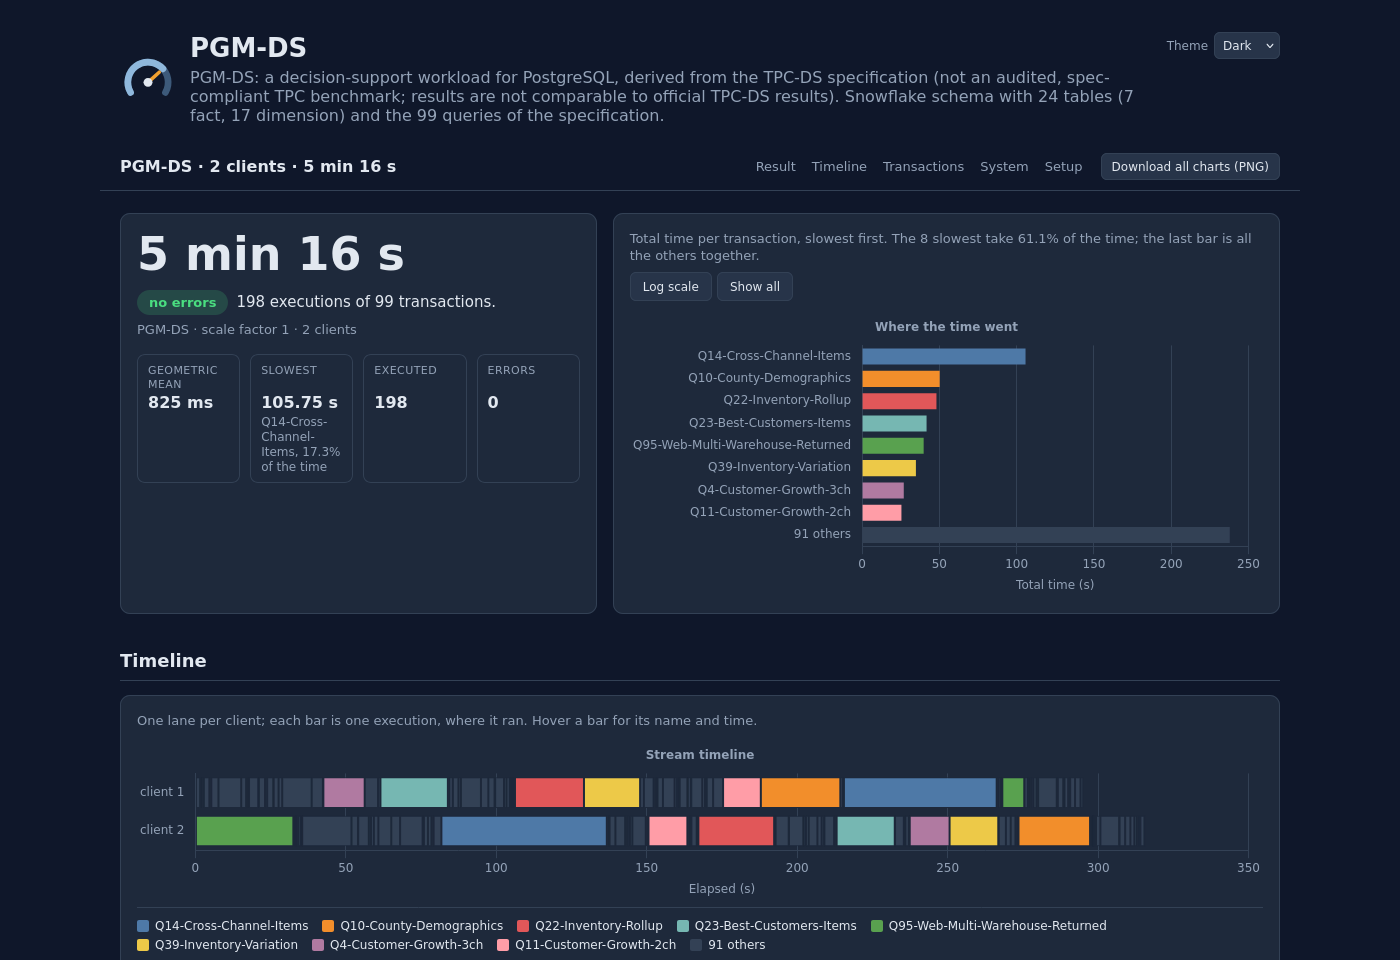 PGM-DS
Theme
Dark
PGM-DS: a decision-support workload for PostgreSQL, derived from the TPC-DS specification (not an audited, spec-
compliant TPC benchmark; results are not comparable to official TPC-DS results). Snowflake schema with 24 tables (7
fact, 17 dimension) and the 99 queries of the specification.
PGM-DS · 2 clients · 5 min 16 s
Result Timeline Transactions System Setup Download all charts (PNG)
5 min 16 s
no errors 198 executions of 99 transactions.
PGM-DS · scale factor 1 · 2 clients
GEOMETRIC
MEAN
825 ms
SLOWEST
105.75 s
Q14-Cross-
Channel-
Items, 17.3%
of the time
EXECUTED
198
ERRORS
0
Total time per transaction, slowest first. The 8 slowest take 61.1% of the time; the last bar is all
the others together.
Log scale Show all
Where the time went
Q14-Cross-Channel-Items
Q10-County-Demographics
Q22-Inventory-Rollup
Q23-Best-Customers-Items
Q95-Web-Multi-Warehouse-Returned
Q39-Inventory-Variation
Q4-Customer-Growth-3ch
Q11-Customer-Growth-2ch
91 others
0 50 100 150 200 250
Total time (s)
Timeline
One lane per client; each bar is one execution, where it ran. Hover a bar for its name and time.
Stream timeline
client 1
client 2
0 50 100 150 200 250 300 350
Elapsed (s)
Q14-Cross-Channel-Items Q10-County-Demographics Q22-Inventory-Rollup Q23-Best-Customers-Items Q95-Web-Multi-Warehouse-Returned
Q39-Inventory-Variation Q4-Customer-Growth-3ch Q11-Customer-Growth-2ch 91 others